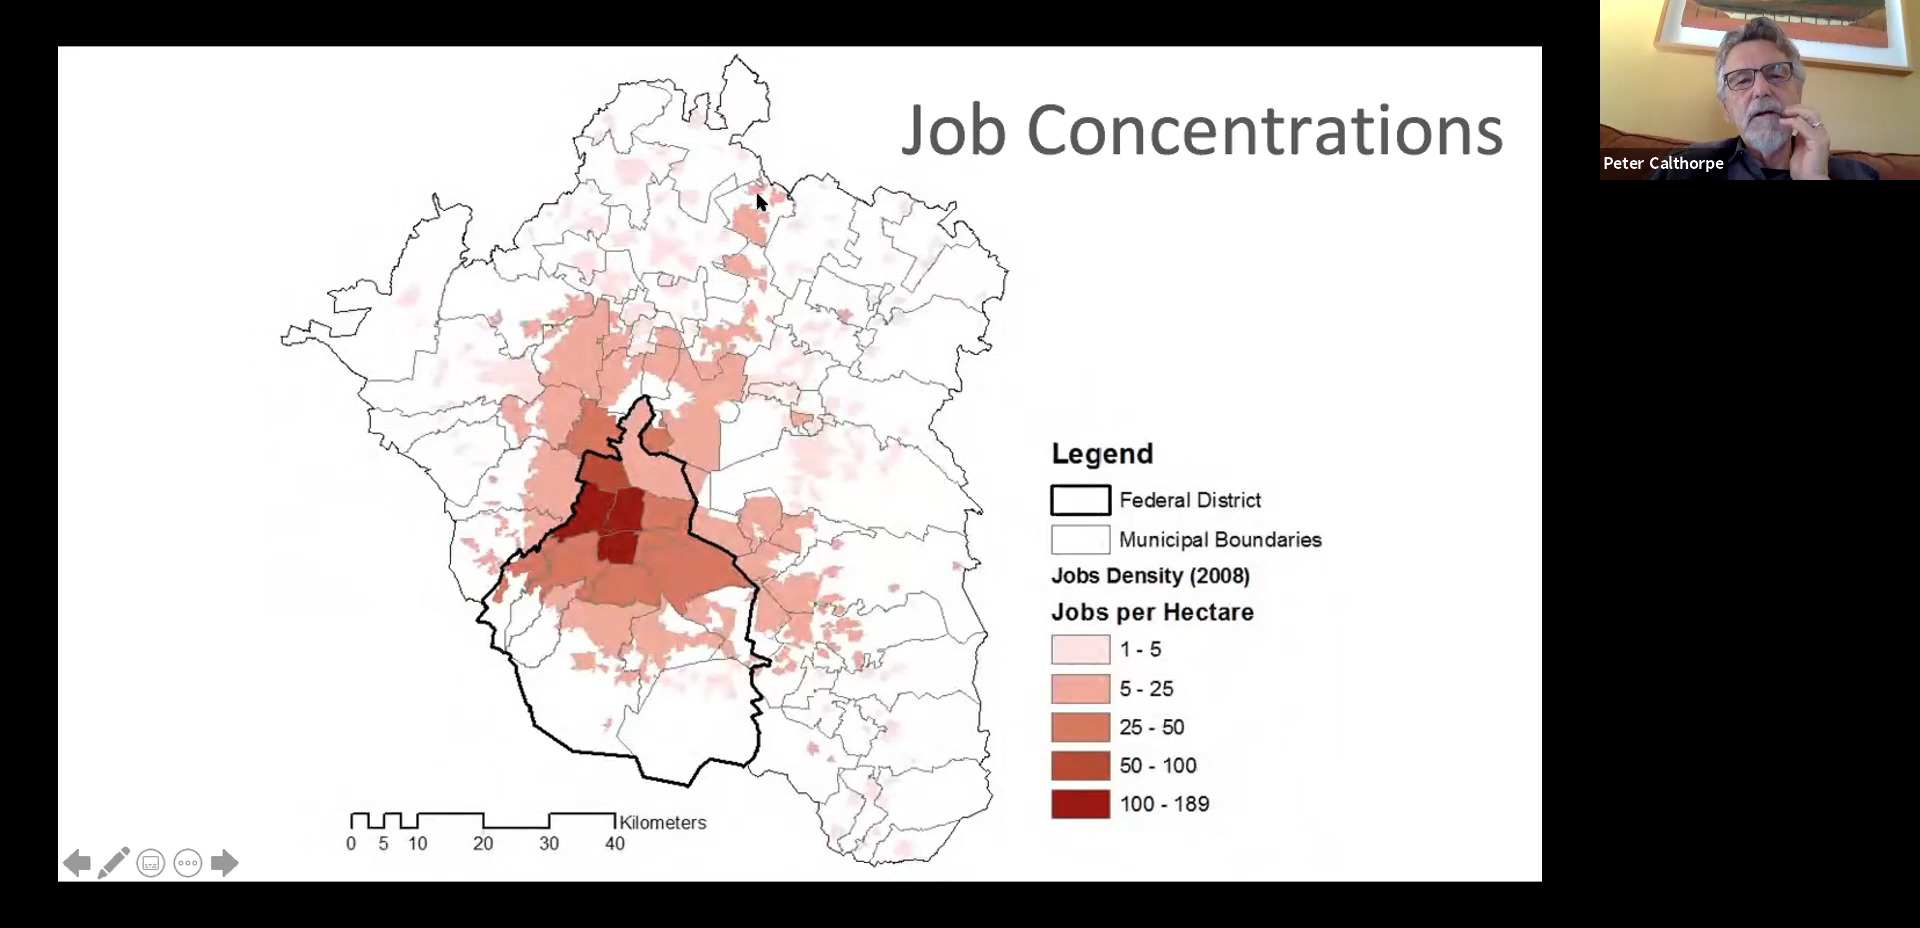 Job Concentrations
Peter Calthorpe
Legend
Federal District
Municipal Boundaries
Jobs Density (2008)
Jobs per Hectare
1 - 5
5 - 25
25 - 50
50 - 100
100 - 189
Kilometers
0 5 10 20 30 40